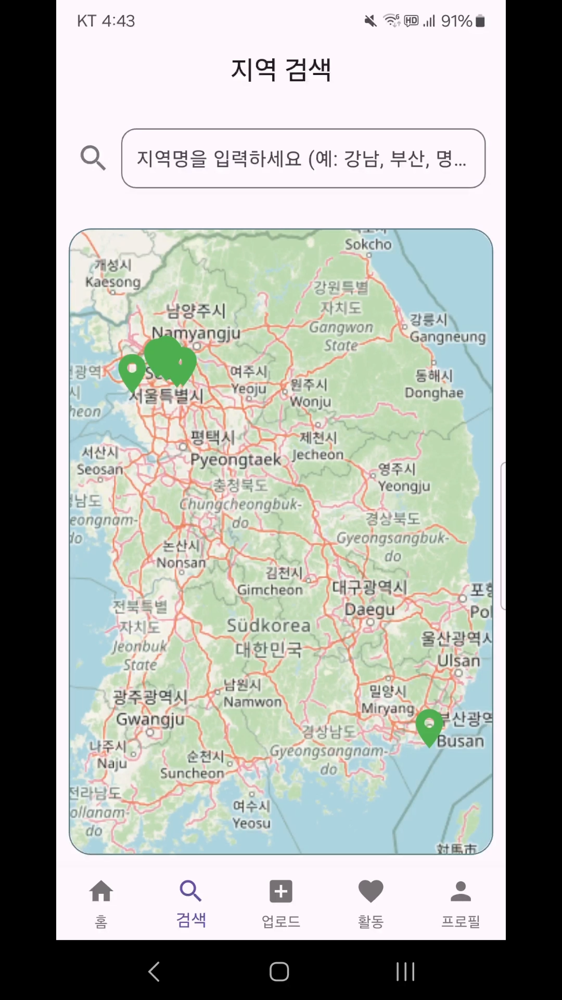 KT 4:43
HD
91%
지역 검색
지역명을 입력하세요 (예: 강남, 부산, 명...
Sokcho
개성시
Kaesong
강원특별
자치도
Gangwon
State
남양주시
Namyangju
강릉시
Gangneung
광역
시
heon
여주시
Yeoju
원주시
Wonju
동해시
Donghae
서울특별시
평택시
Pyeongtaek
제천시
Jecheon
서산시
Seosan
영주시
Yeongju
충청북도
Chungcheongbuk-
do
남도
eongnam-
do
경상북도
Gyeongsangbuk-
do
논산시
Nonsan
김천시
Gimcheon
대구광역시
Daegu
포항
Po
전북특별
자치도
Jeonbuk
State
Südkorea
대한민국
울산광역시
Ulsan
남원시
Namwon
밀양시
Miryang
광주광역시
Gwangju
부산광역
Busan
경상남도
Gyeongsangnam-
do
나주시
Naju
순천시
Suncheon
전라남도
ollanam-
do
여수시
Yeosu
対馬市
홈
검색
업로드
활동
프로필